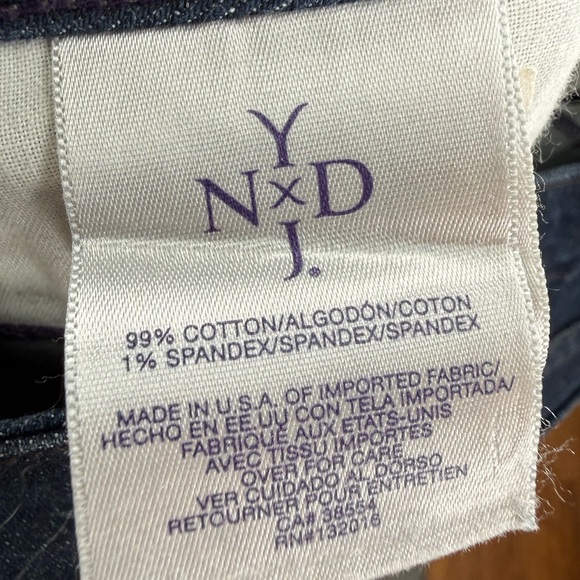 Y
N x D
J.®
99% COTTON/ALGODÓN/COTON
1% SPANDEX/SPANDEX/SPANDEX
MADE IN U.S.A. OF IMPORTED FABRIC/
HECHO EN EE.UU CON TELA IMPORTADA/
FABRIQUÉ AUX ETATS-UNIS
AVEC TISSU IMPORTES
OVER FOR CARE
VER CUIDADO AL DORSO
RETOURNER POUR ENTRETIEN
CA# 38554
RN#132016